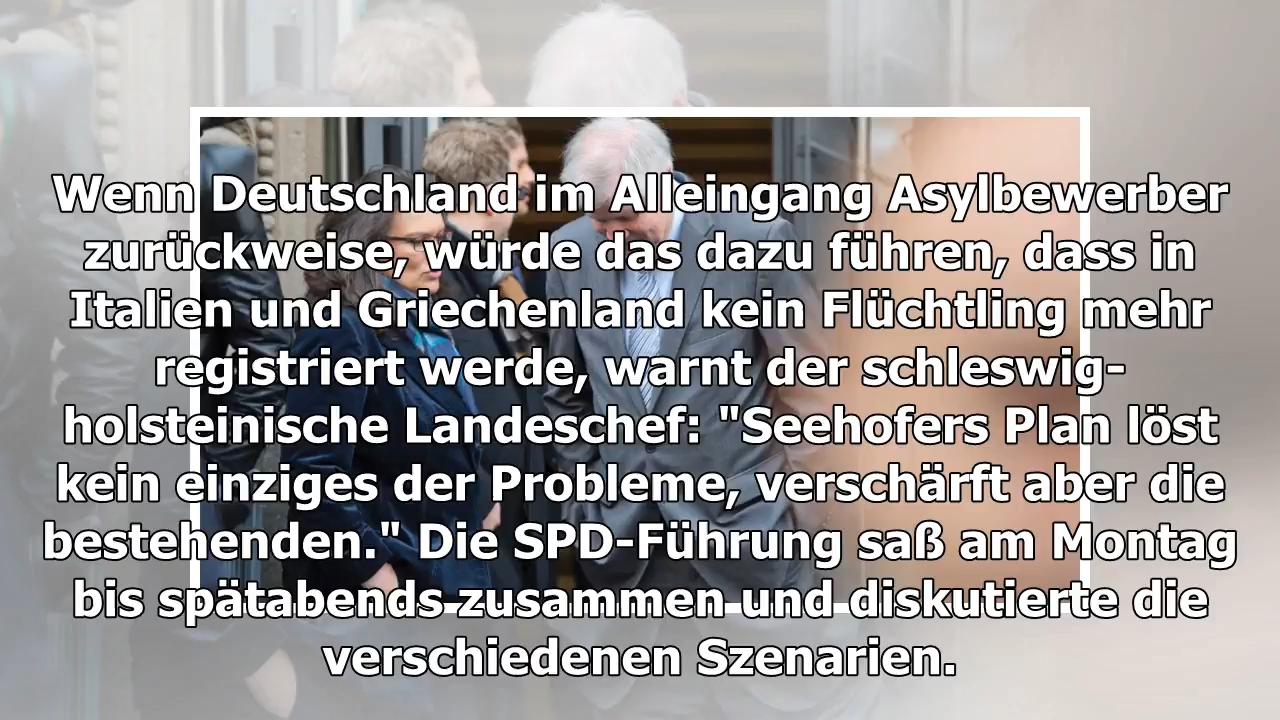 Wenn Deutschland im Alleingang Asylbewerber
zurückweise, würde das dazu führen, dass in
Italien und Griechenland kein Flüchtling mehr
registriert werde, warnt der schleswig-
holsteinische Landeschef: "Seehofers Plan löst
kein einziges der Probleme, verschärft aber die
bestehenden." Die SPD-Führung saß am Montag
bis spätabends zusammen und diskutierte die
verschiedenen Szenarien.